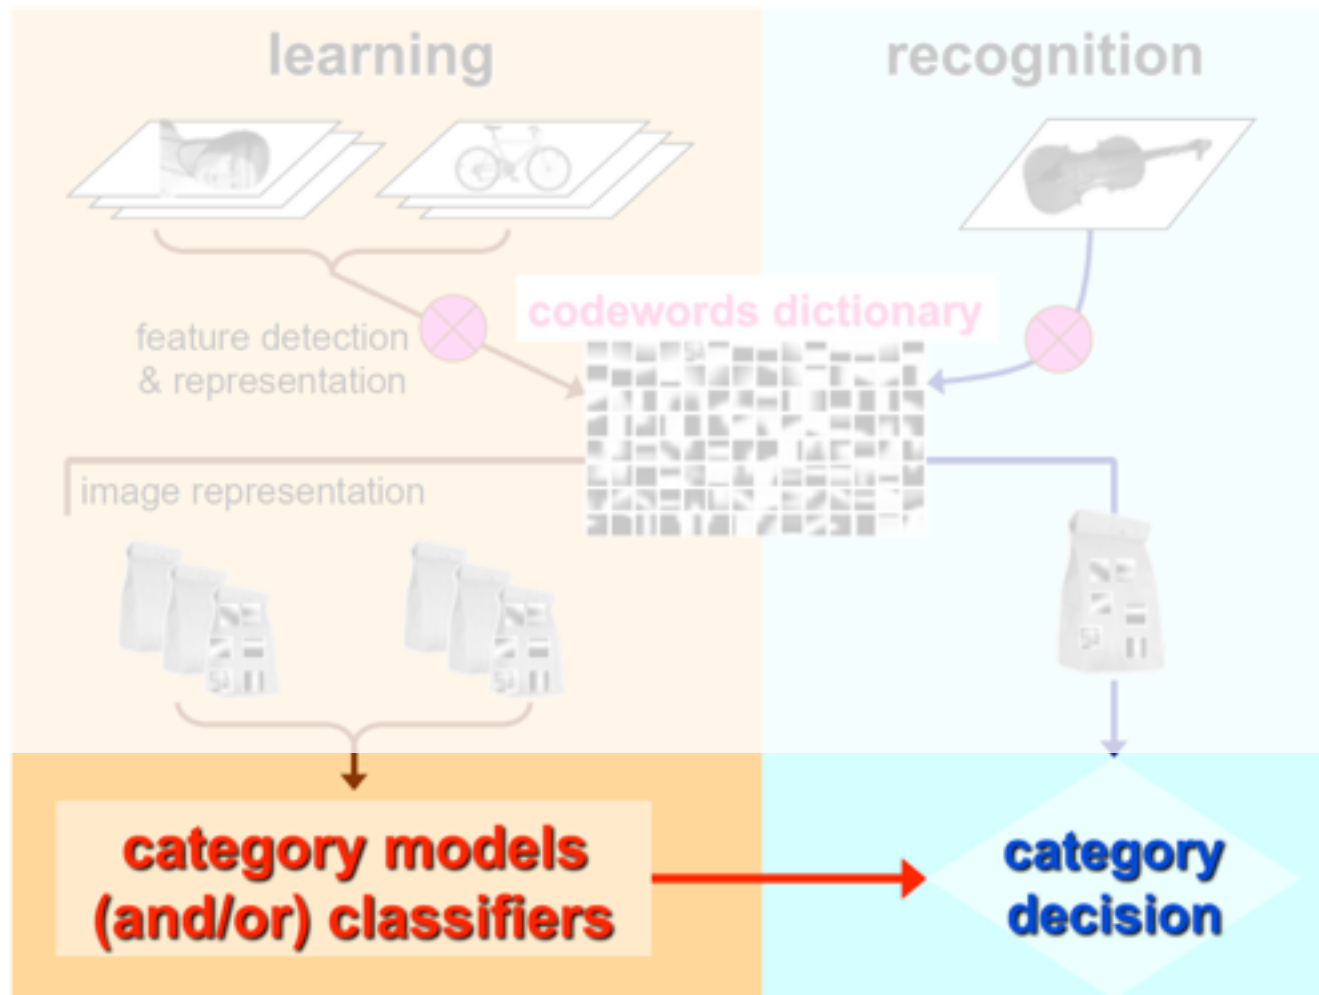 learning
recognition
codewords dictionary
feature detection
& representation
image representation
category models
(and/or) classifiers
category
decision